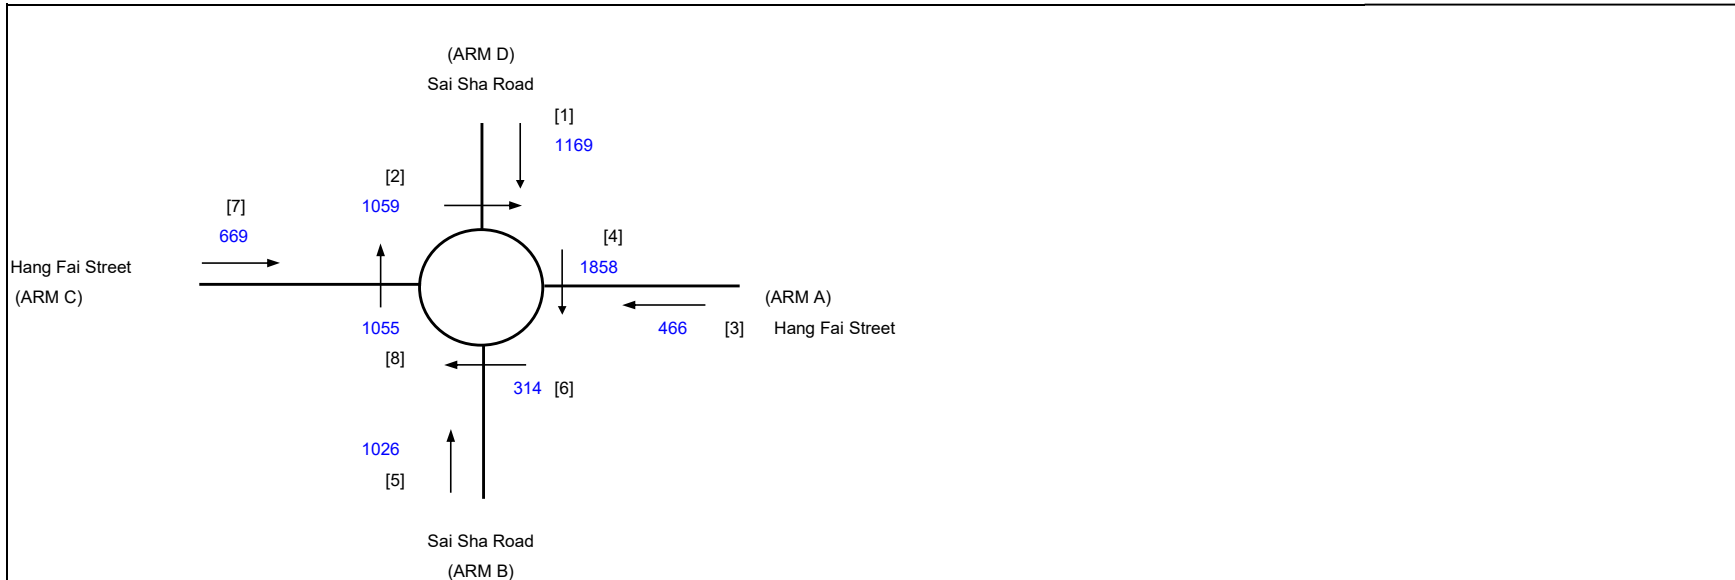 (ARM D)
Sai Sha Road
[1]
1169
[2]
1059
[7]
669
[4]
1858
Hang Fai Street
(ARM C)
(ARM A)
1055
466 [3] Hang Fai Street
[8]
314 [6]
1026
[5]
Sai Sha Road
(ARM B)